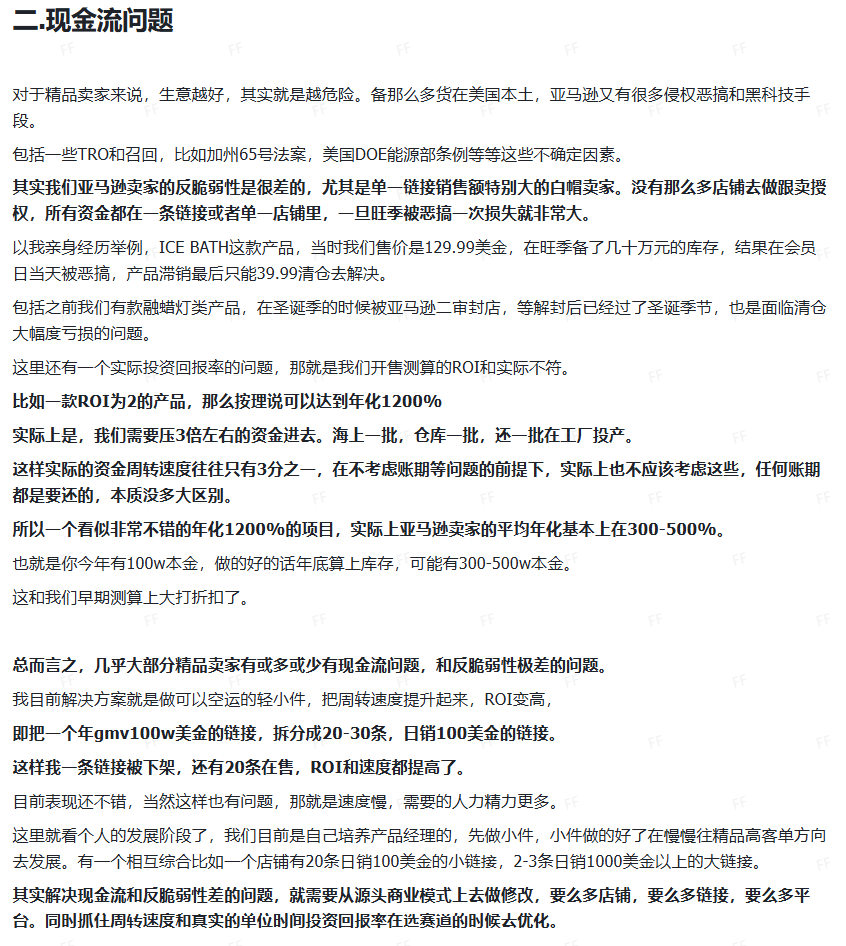 二.现金流问题
对于精品卖家来说，生意越好，其实就是越危险。备那么多货在美国本土，亚马逊又有很多侵权恶搞和黑科技手
段。
包括一些TRO和召回，比如加州65号法案，美国DOE能源部条例等等这些不确定因素。
其实我们亚马逊卖家的反脆弱性是很差的，尤其是单一链接销售额特别大的白帽卖家。没有那么多店铺去做跟卖授
权，所有资金都在一条链接或者单一店铺里，一旦旺季被恶搞一次损失就非常大。
以我亲身经历举例，ICE BATH这款产品，当时我们售价是129.99美金，在旺季备了几十万元的库存，结果在会员
日当天被恶搞，产品滞销最后只能39.99清仓去解决。
包括之前我们有款融蜡灯类产品，在圣诞季的时候被亚马逊二审封店，等解封后已经过了圣诞季节，也是面临清仓
大幅度亏损的问题。
这里还有一个实际投资回报率的问题，那就是我们开售测算的ROI和实际不符。
比如一款ROI为2的产品，那么按理说可以达到年化1200%
实际上是，我们需要压3倍左右的资金进去。海上一批，仓库一批，还一批在工厂投产。
这样实际的资金周转速度往往只有3分之一，在不考虑账期等问题的前提下，实际上也不应该考虑这些，任何账期
都是要还的，本质没多大区别。
所以一个看似非常不错的年化1200%的项目，实际上亚马逊卖家的平均年化基本上在300-500%。
也就是你今年有100w本金，做的好的话年底算上库存，可能有300-500w本金。
这和我们早期测算上大打折扣了。
总而言之，几乎大部分精品卖家有或多或少有现金流问题，和反脆弱性极差的问题。
我目前解决方案就是做可以空运的轻小件，把周转速度提升起来，ROI变高，
即把一个年gmv100w美金的链接，拆分成20-30条，日销100美金的链接。
这样我一条链接被下架，还有20条在售，ROI和速度都提高了。
目前表现还不错，当然这样也有问题，那就是速度慢，需要的人力精力更多。
这里就看个人的发展阶段了，我们目前是自己培养产品经理的，先做小件，小件做的好了在慢慢往精品高客单方向
去发展。有一个相互综合比如一个店铺有20条日销100美金的小链接，2-3条日销1000美金以上的大链接。
其实解决现金流和反脆弱性差的问题，就需要从源头商业模式上去做修改，要么多店铺，要么多链接，要么多平
台。同时抓住周转速度和真实的单位时间投资回报率在选赛道的时候去优化。